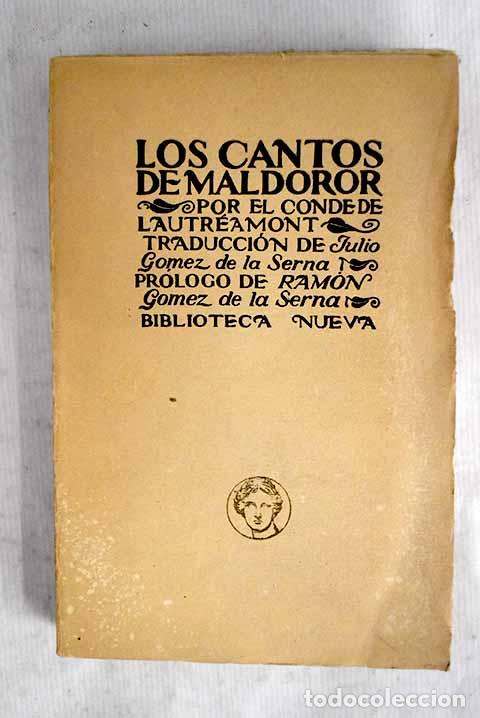 LOS CANTOS
DE MALDOROR
POR EL CONDE DE
LAUTRÉAMONT
TRADUCCIÓN DE Julio
Gomez de la Serna
PRÓLOGO DE RAMÓN
Gomez de la Serna
BIBLIOTECA NUEVA
todocoleccion